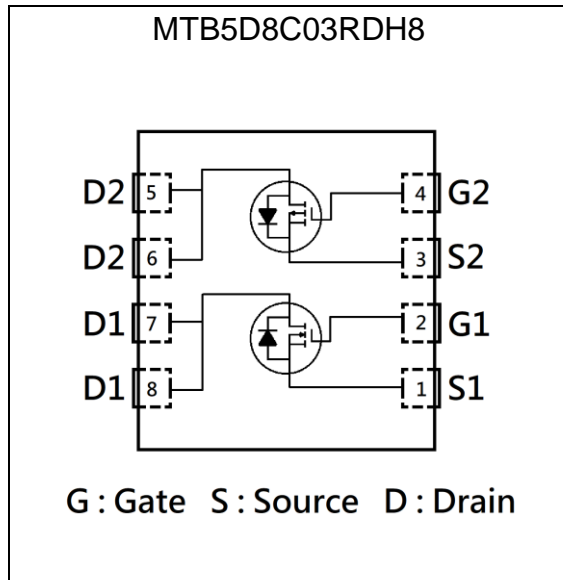 MTB5D8C03RDH8
D2 5 4 G2
D2 6 3 S2
D1 7 2 G1
D1 8 1 S1
G : Gate S : Source D : Drain